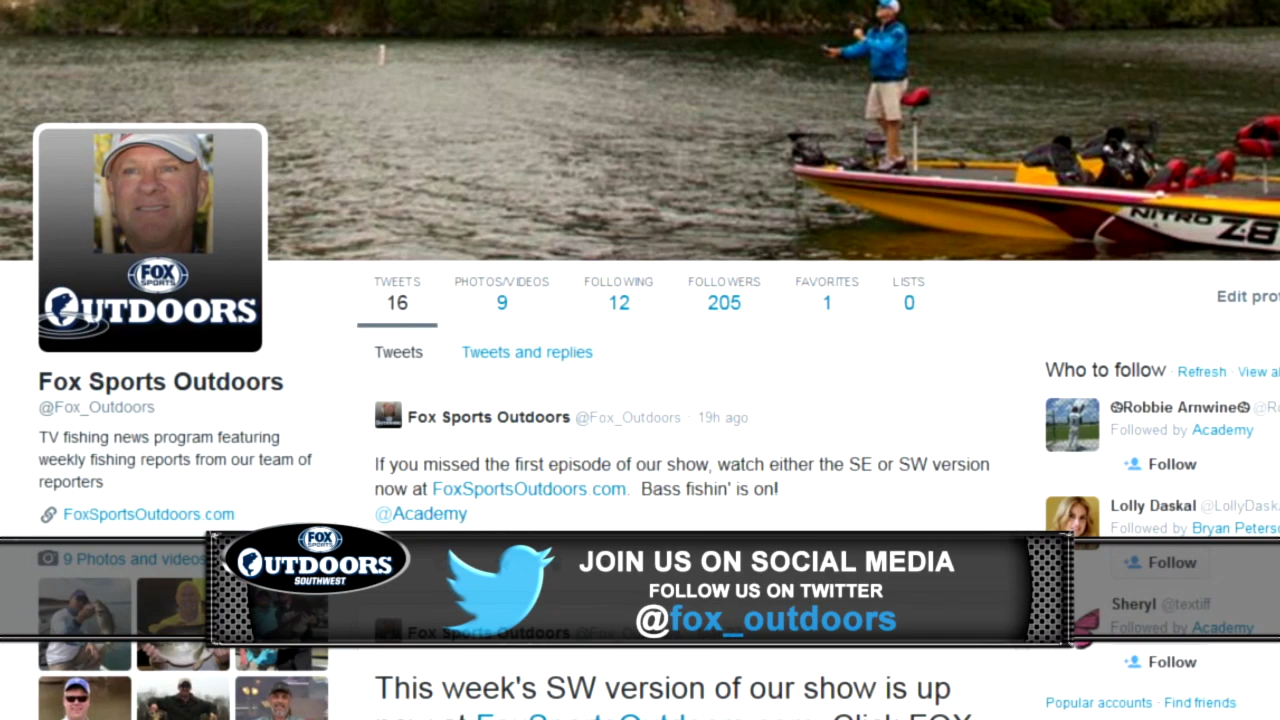 NITRO Z-8
FOX
SPORTS
OUTDOORS
TWEETS PHOTOS/VIDEOS FOLLOWING FOLLOWERS FAVORITES LISTS
16 9 12 205 1 0
Edit pro
Tweets Tweets and replies
Fox Sports Outdoors
@Fox_Outdoors
TV fishing news program featuring
weekly fishing reports from our team of
reporters
FoxSportsOutdoors.com
9 Photos and videos
Fox Sports Outdoors @Fox_Outdoors · 19h ago
If you missed the first episode of our show, watch either the SE or SW version
now at FoxSportsOutdoors.com. Bass fishin' is on!
@Academy
Fox Sports Outdoors
This week's SW version of our show is up
Who to follow · Refresh · View al
Robbie Arnwine @Ro
Followed by Academy
Follow
Lolly Daskal @LollyDask
Followed by Bryan Peters
Follow
Sheryl @textiff
Followed by Academy
Follow
Popular accounts · Find friends
FOX
SPORTS
OUTDOORS
SOUTHWEST
JOIN US ON SOCIAL MEDIA
FOLLOW US ON TWITTER
@fox_outdoors